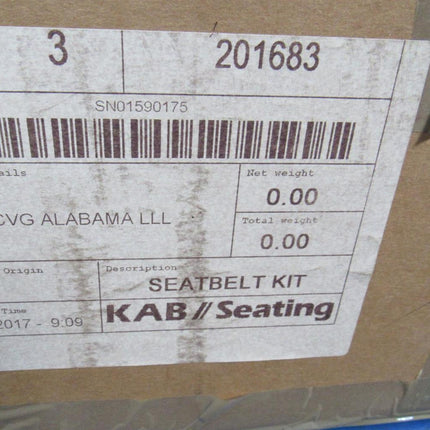 3 201683
SN01590175
ails Net weight
0.00
CVG ALABAMA LLL
Total weight
0.00
Origin Description
SEATBELT KIT
Time
2017 - 9.09 KAB//Seating